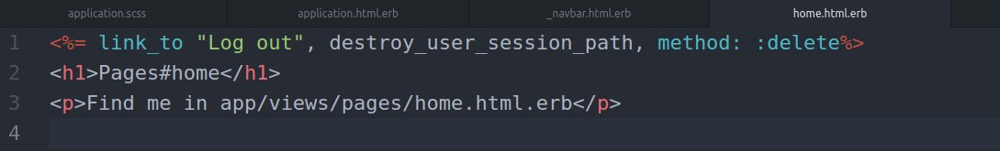 application.scss application.html.erb _navbar.html.erb home.html.erb
1 <%= link_to "Log out", destroy_user_session_path, method: :delete%>
2 <h1>Pages#home</h1>
3 <p>Find me in app/views/pages/home.html.erb</p>
4